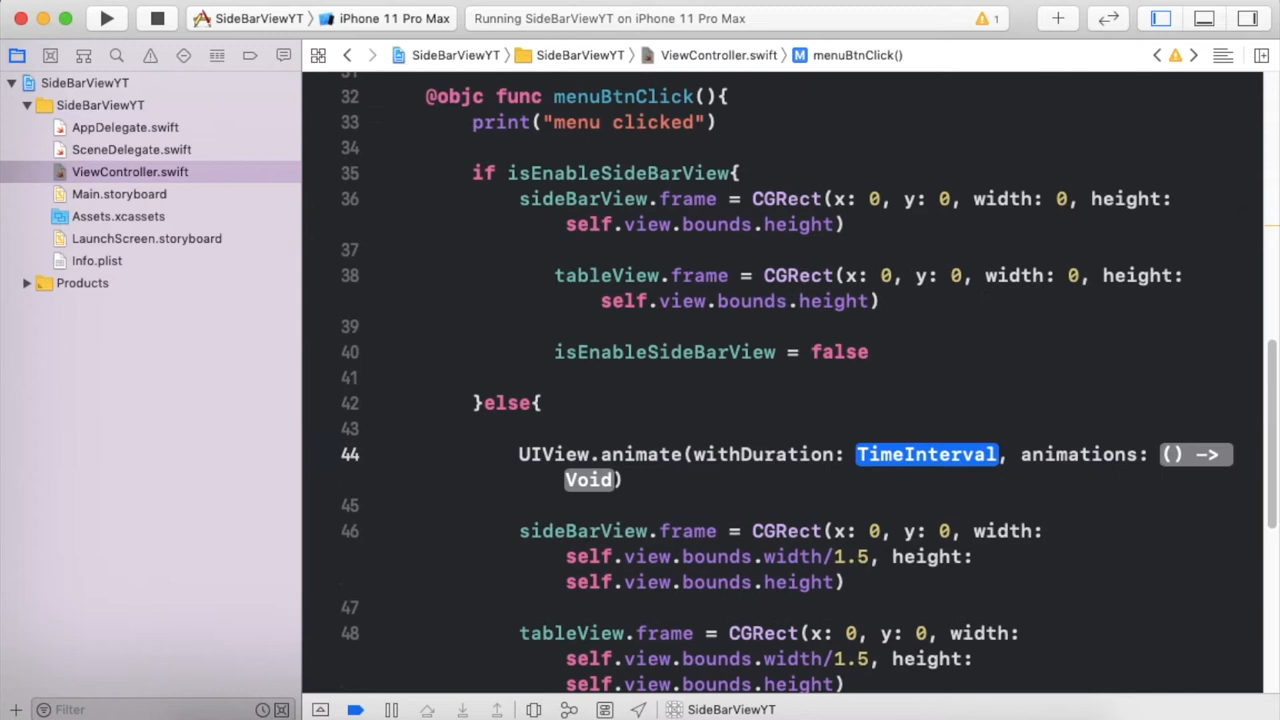 SideBarViewYT
iPhone 11 Pro Max
Running SideBarViewYT on iPhone 11 Pro Max
1
SideBarViewYT
SideBarViewYT
ViewController.swift
M
menuBtnClick()
SideBarViewYT
SideBarViewYT
AppDelegate.swift
SceneDelegate.swift
ViewController.swift
Main.storyboard
Assets.xcassets
LaunchScreen.storyboard
Info.plist
Products
32 @objc func menuBtnClick(){
33 print("menu clicked")
34
35 if isEnableSideBarView{
36 sideBarView.frame = CGRect(x: 0, y: 0, width: 0, height:
self.view.bounds.height)
37
38 tableView.frame = CGRect(x: 0, y: 0, width: 0, height:
self.view.bounds.height)
39
40 isEnableSideBarView = false
41
42 }else{
43
44 UIView.animate(withDuration: TimeInterval, animations: () ->
Void)
45
46 sideBarView.frame = CGRect(x: 0, y: 0, width:
self.view.bounds.width/1.5, height:
self.view.bounds.height)
47
48 tableView.frame = CGRect(x: 0, y: 0, width:
self.view.bounds.width/1.5, height:
self.view.bounds.height)
Filter
SideBarViewYT